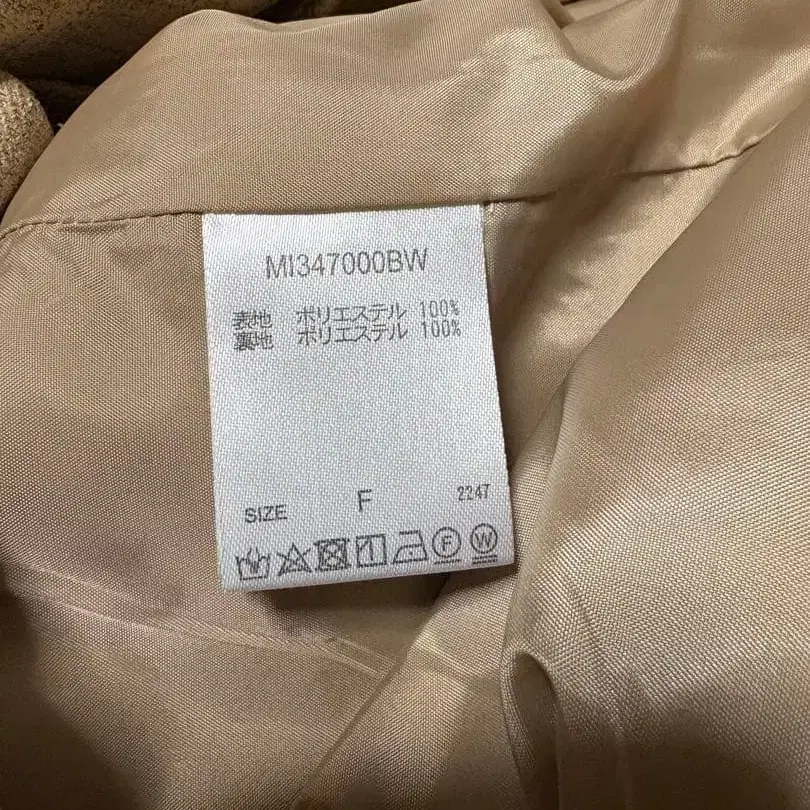 MI347000BW
表地 ポリエステル 100%
裏地 ポリエステル 100%
SIZE F 2247
F W